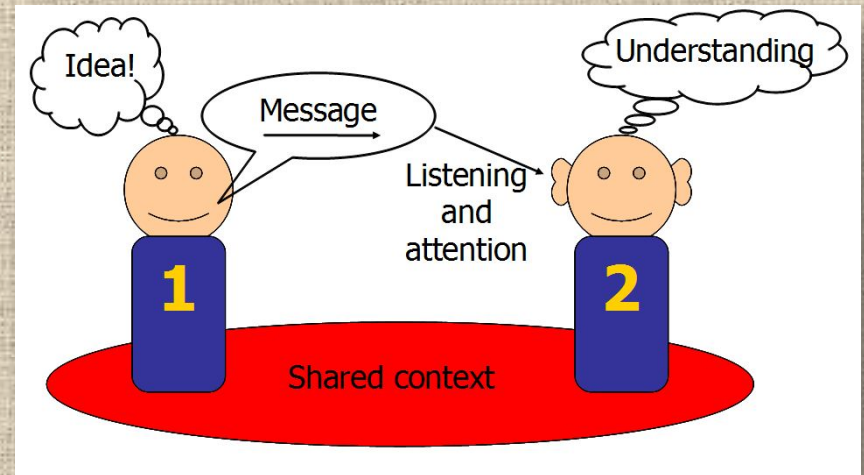 Idea!
Understanding
Message
Listening
and
attention
1
2
Shared context